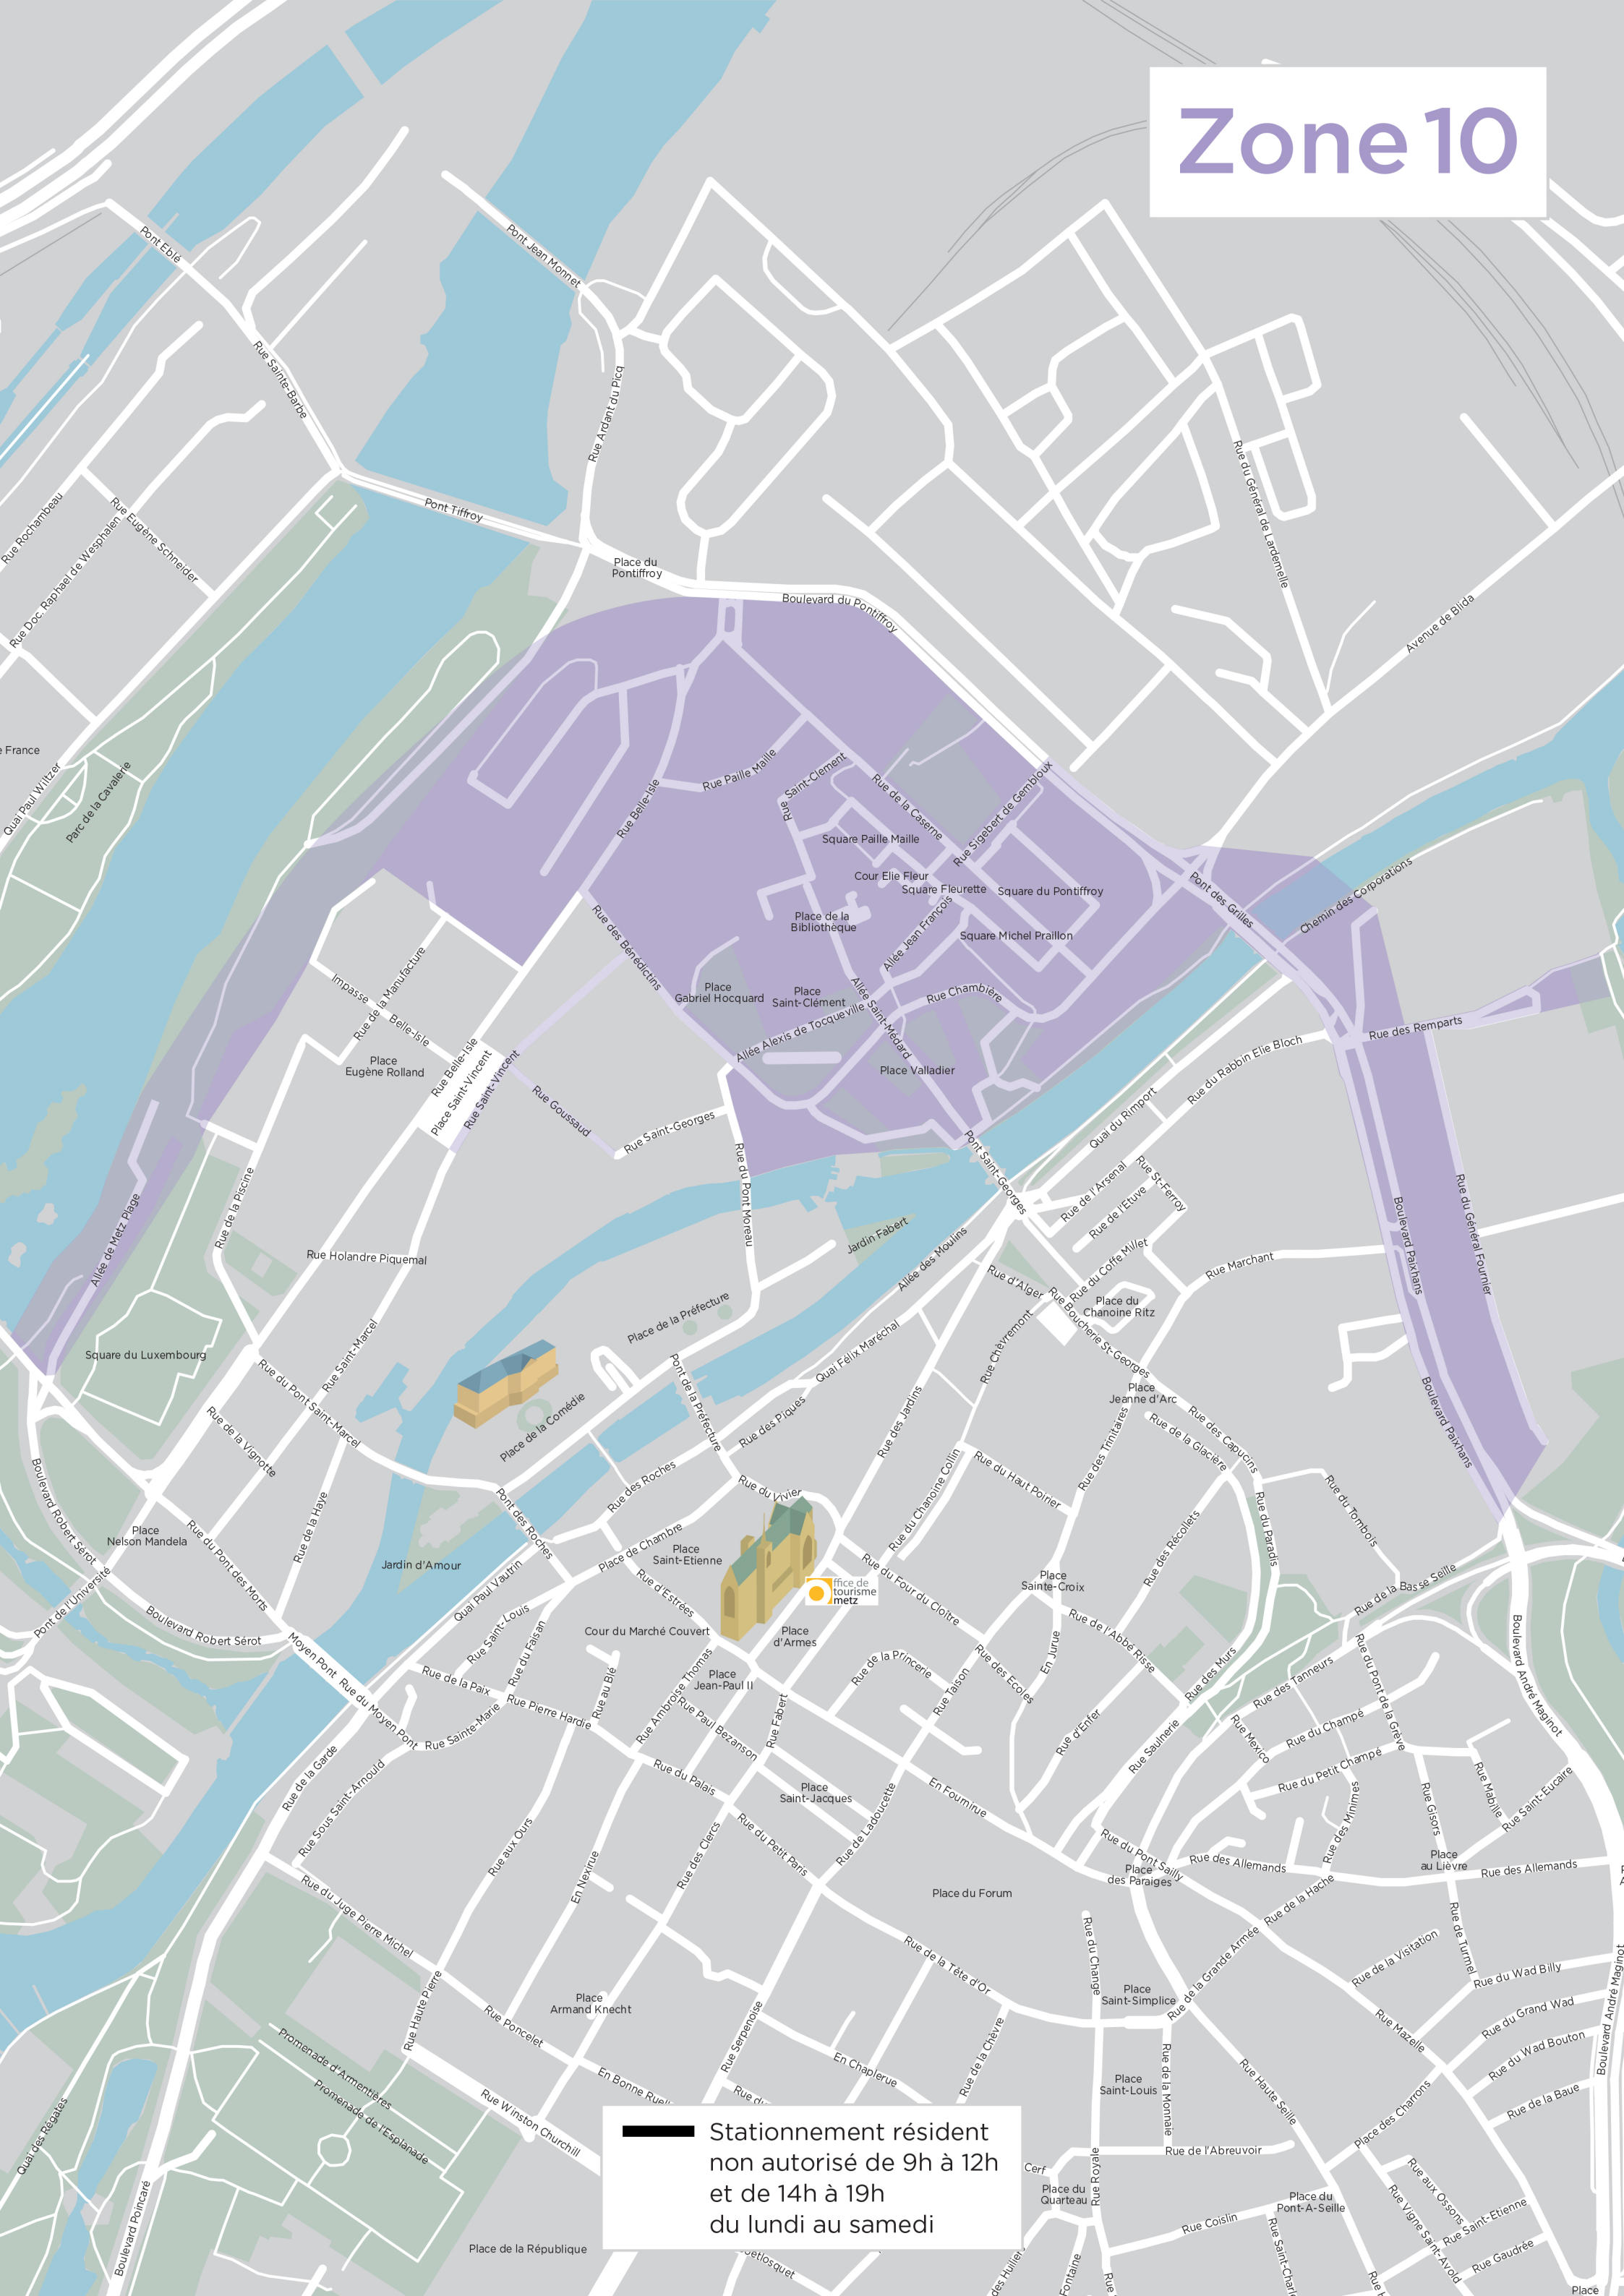 Zone 10
Pont Eblé
Pont Jean Monnet
Rue Sainte-Barbe
Rue Ardant du Picq
Rue du Général de Lardemelle
Pont Tiffroy
Rue Rochambeau
Rue Eugène Schneider
Rue Doc. Raphael de Wesphalen
Place du
Pontiffroy
Boulevard du Pontiffroy
Avenue de Blida
France
Quai Paul Wiltzer
Parc de la Cavalerie
Rue Paille Maille
Rue Saint-Clement
Rue Belle-Isle
Rue de la Caserne
Rue Sigebert de Gembloux
Square Paille Maille
Cour Elie Fleur
Square Fleurette
Square du Pontiffroy
Pont des Grilles
Chemin des Corporations
Rue des Bénédictins
Place de la
Bibliothèque
Allée Jean François
Square Michel Praillon
Impasse Belle-Isle
Rue de la Manufacture
Place
Gabriel Hocquard
Place
Saint-Clément
Allée Saint-Médard
Rue Chambière
Allée Alexis de Tocqueville
Rue des Remparts
Place
Eugène Rolland
Rue Belle-Isle
Place Saint-Vincent
Rue Saint-Vincent
Place Valladier
Rue du Rabbin Elie Bloch
Rue Goussaud
Rue Saint-Georges
Quai du Rimport
Rue du Pont Moreau
Pont Saint-Georges
Rue de l'Arsenal
Rue St-Ferroy
Rue de l'Etuve
Allée de Metz Plage
Rue de la Piscine
Rue Holandre Piquemal
Jardin Fabert
Allée des Moulins
Rue du Coffe Millet
Rue Marchant
Boulevard Paixhans
Rue du Général Fournier
Rue d'Alger
Place du
Chanoine Ritz
Rue Boucherie St-Georges
Place de la Préfecture
Square du Luxembourg
Rue Saint-Marcel
Rue du Pont Saint-Marcel
Quai Félix Maréchal
Rue Chèvremont
Pont de la Préfecture
Place de la Comédie
Rue des Piques
Rue des Jardins
Place
Jeanne d'Arc
Boulevard Paixhans
Rue de la Vignotte
Rue des Trinitaires
Rue des Capucins
Rue de la Glacière
Boulevard Robert Sérot
Rue des Roches
Rue du Vivier
Rue du Haut Poirier
Rue du Chanoine Collin
Rue du Tombois
Place
Nelson Mandela
Rue du Pont des Morts
Rue de la Haye
Pont des Roches
Rue du Paradis
Rue des Récollets
Jardin d'Amour
Place de Chambre
Place
Saint-Etienne
Rue d'Estrées
ffice de
tourisme
metz
Rue du Four du Cloître
Place
Sainte-Croix
Rue de la Basse Seille
Pont de l'Université
Boulevard Robert Sérot
Quai Paul Vautrin
Rue Saint-Louis
Rue du Faisan
Cour du Marché Couvert
Place
d'Armes
Rue de l'Abbé Risse
Boulevard André Maginot
Moyen Pont
Rue du Moyen Pont
Rue de la Paix
Rue Pierre Hardie
Rue au Blé
Rue Ambroise Thomas
Place
Jean-Paul II
Rue de la Princerie
Rue Taison
Rue des Ecoles
En Jurue
Rue des Murs
Rue des Tanneurs
Rue du Pont de la Grève
Rue Sainte-Marie
Rue Paul Bezanson
Rue Fabert
Rue d'Enfer
Rue Saulnerie
Rue Mexico
Rue du Champé
Rue de la Garde
Rue Sous Saint-Arnould
Rue du Palais
Place
Saint-Jacques
En Fournirue
Rue du Petit Champé
Rue des Minimes
Rue Gisors
Rue Mabille
Rue Saint-Eucaire
Rue aux Ours
En Nexirue
Rue des Clercs
Rue du Petit Paris
Rue de Ladoucette
Rue du Pont Sailly
Place
des Paraiges
Rue des Allemands
Place
au Lièvre
Rue des Allemands
Rue du Juge Pierre Michel
Place du Forum
Rue de la Hache
Rue de la Tête d'Or
Rue du Change
Rue de la Grande Armée
Rue de la Visitation
Rue de Turmel
Rue du Wad Billy
Rue Haute Pierre
Place
Armand Knecht
Rue Poncelet
Place
Saint-Simplice
Rue Mazelle
Rue du Grand Wad
Boulevard André Maginot
Promenade d'Armentières
Promenade de l'Esplanade
Rue Serpenoise
En Chaplerue
Rue de la Chèvre
Place
Saint-Louis
Rue de la Monnaie
Rue Haute Seille
Rue du Wad Bouton
Place des Charrons
Rue de la Baue
Quai des Régates
Rue Winston Churchill
En Bonne Ruelle
Rue du
Stationnement résident
non autorisé de 9h à 12h
et de 14h à 19h
du lundi au samedi
Cerf
Place du
Quarteau
Rue Royale
Rue de l'Abreuvoir
Place du
Pont-A-Seille
Rue aux Ossons
Rue Vigne Saint-Avold
Rue Saint-Etienne
Rue Coislin
Rue Gaudrée
Boulevard Poincaré
Place de la République
etlosquet
des Huiliers
Fontaine
Rue
Rue Saint-Char
Rue
Place